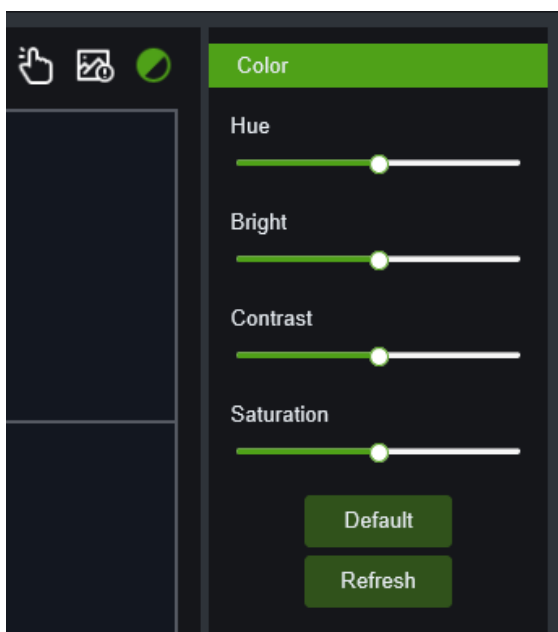 Color
Hue
Bright
Contrast
Saturation
Default
Refresh